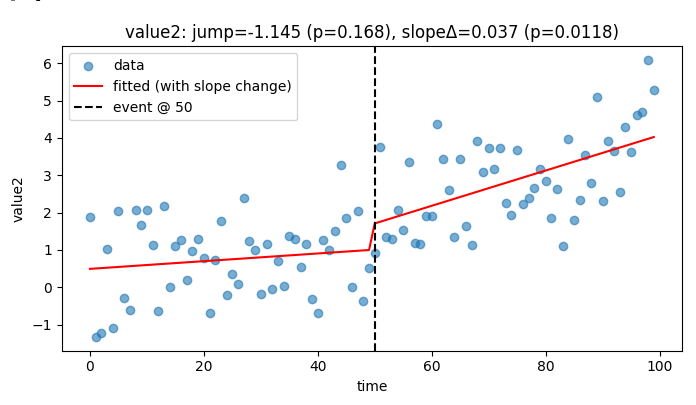 value2: jump=-1.145 (p=0.168), slopeΔ=0.037 (p=0.0118)
data
fitted (with slope change)
event @ 50
6
5
4
3
2
1
0
−1
value2
0 20 40 60 80 100
time